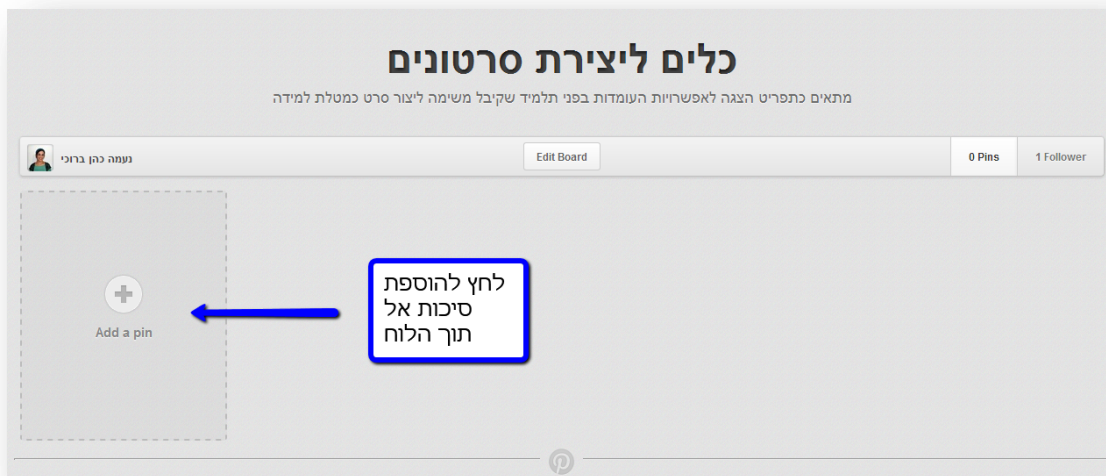 כלים ליצירת סרטונים
מתאים כתפריט הצגה לאפשרויות העומדות בפני תלמיד שקיבל משימה ליצור סרט כמטלת למידה
נעמה כהן ברוכי
Edit Board
0 Pins
1 Follower
Add a pin
לחץ להוספת
סיכות אל
תוך הלוח